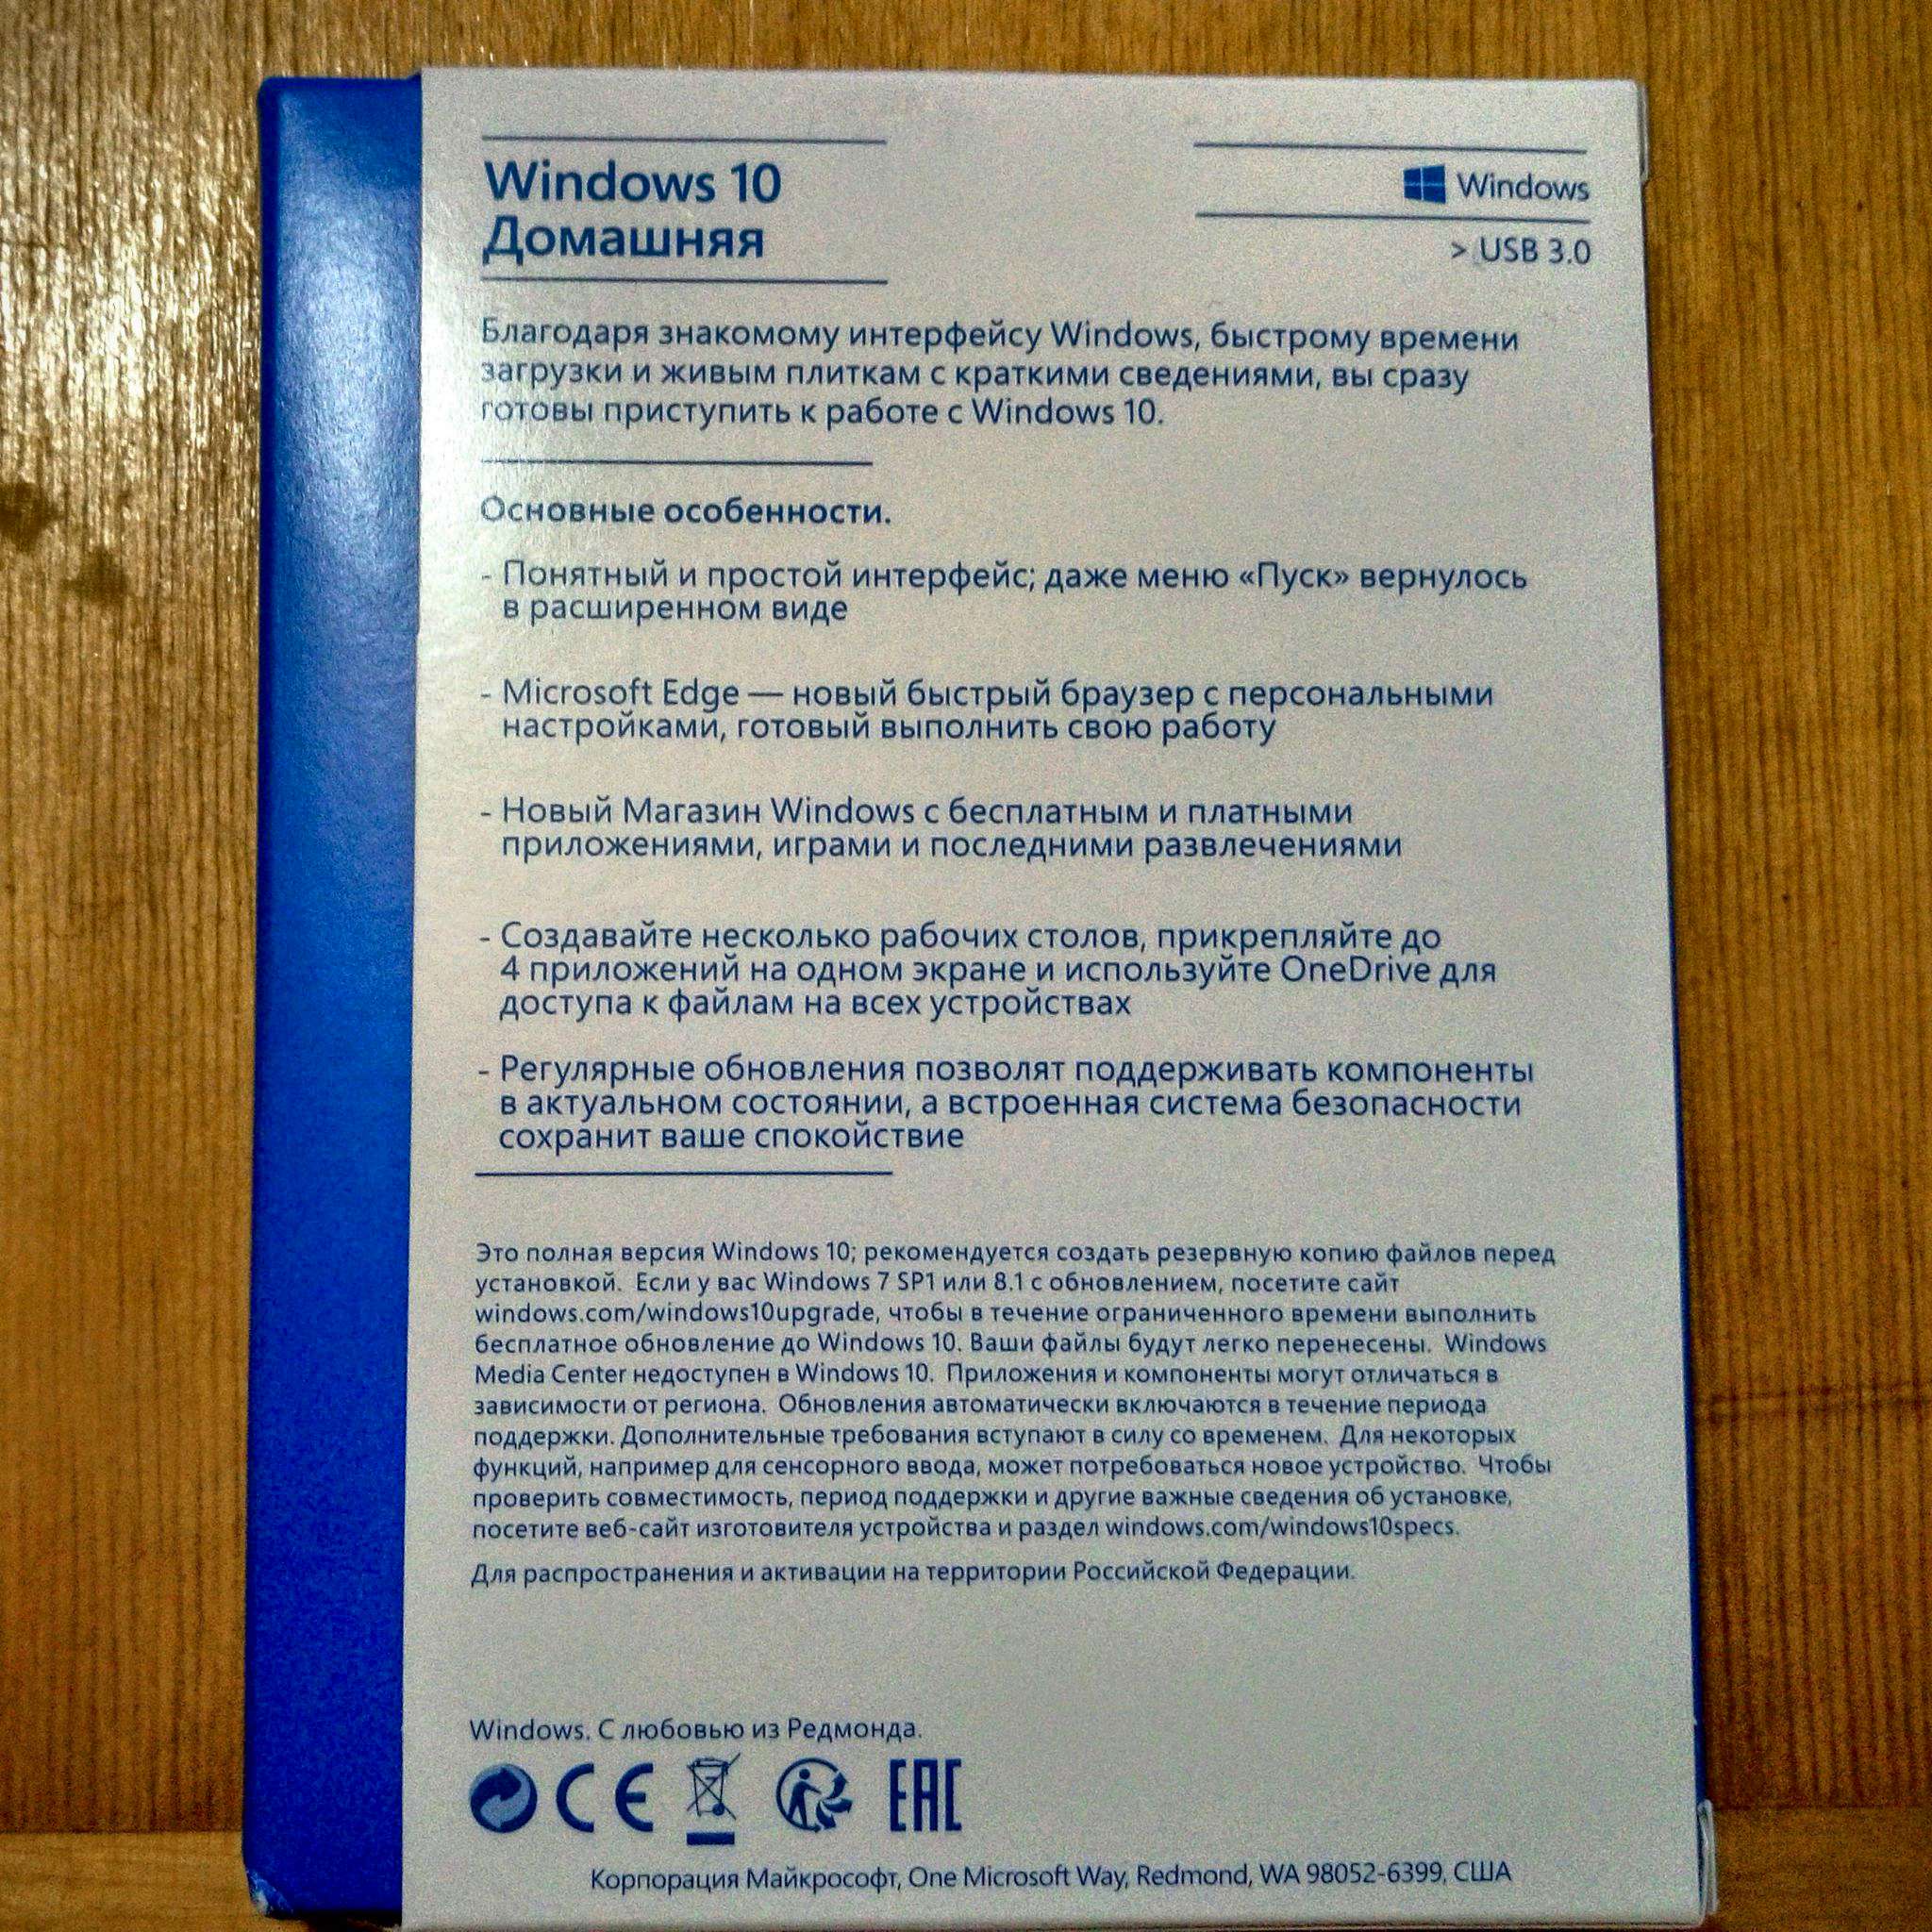 Windows 10
Домашняя
Windows
> USB 3.0
Благодаря знакомому интерфейсу Windows, быстрому времени
загрузки и живым плиткам с краткими сведениями, вы сразу
готовы приступить к работе с Windows 10.
Основные особенности.
- Понятный и простой интерфейс; даже меню «Пуск» вернулось
в расширенном виде
- Microsoft Edge — новый быстрый браузер с персональными
настройками, готовый выполнить свою работу
- Новый Магазин Windows с бесплатным и платными
приложениями, играми и последними развлечениями
- Создавайте несколько рабочих столов, прикрепляйте до
4 приложений на одном экране и используйте OneDrive для
доступа к файлам на всех устройствах
- Регулярные обновления позволят поддерживать компоненты
в актуальном состоянии, а встроенная система безопасности
сохранит ваше спокойствие
Это полная версия Windows 10; рекомендуется создать резервную копию файлов перед
установкой. Если у вас Windows 7 SP1 или 8.1 с обновлением, посетите сайт
windows.com/windows10upgrade, чтобы в течение ограниченного времени выполнить
бесплатное обновление до Windows 10. Ваши файлы будут легко перенесены. Windows
Media Center недоступен в Windows 10. Приложения и компоненты могут отличаться в
зависимости от региона. Обновления автоматически включаются в течение периода
поддержки. Дополнительные требования вступают в силу со временем. Для некоторых
функций, например для сенсорного ввода, может потребоваться новое устройство. Чтобы
проверить совместимость, период поддержки и другие важные сведения об установке,
посетите веб-сайт изготовителя устройства и раздел windows.com/windows10specs.
Для распространения и активации на территории Российской Федерации.
Windows. С любовью из Редмонда.
CE EAC
Корпорация Майкрософт, One Microsoft Way, Redmond, WA 98052-6399, США